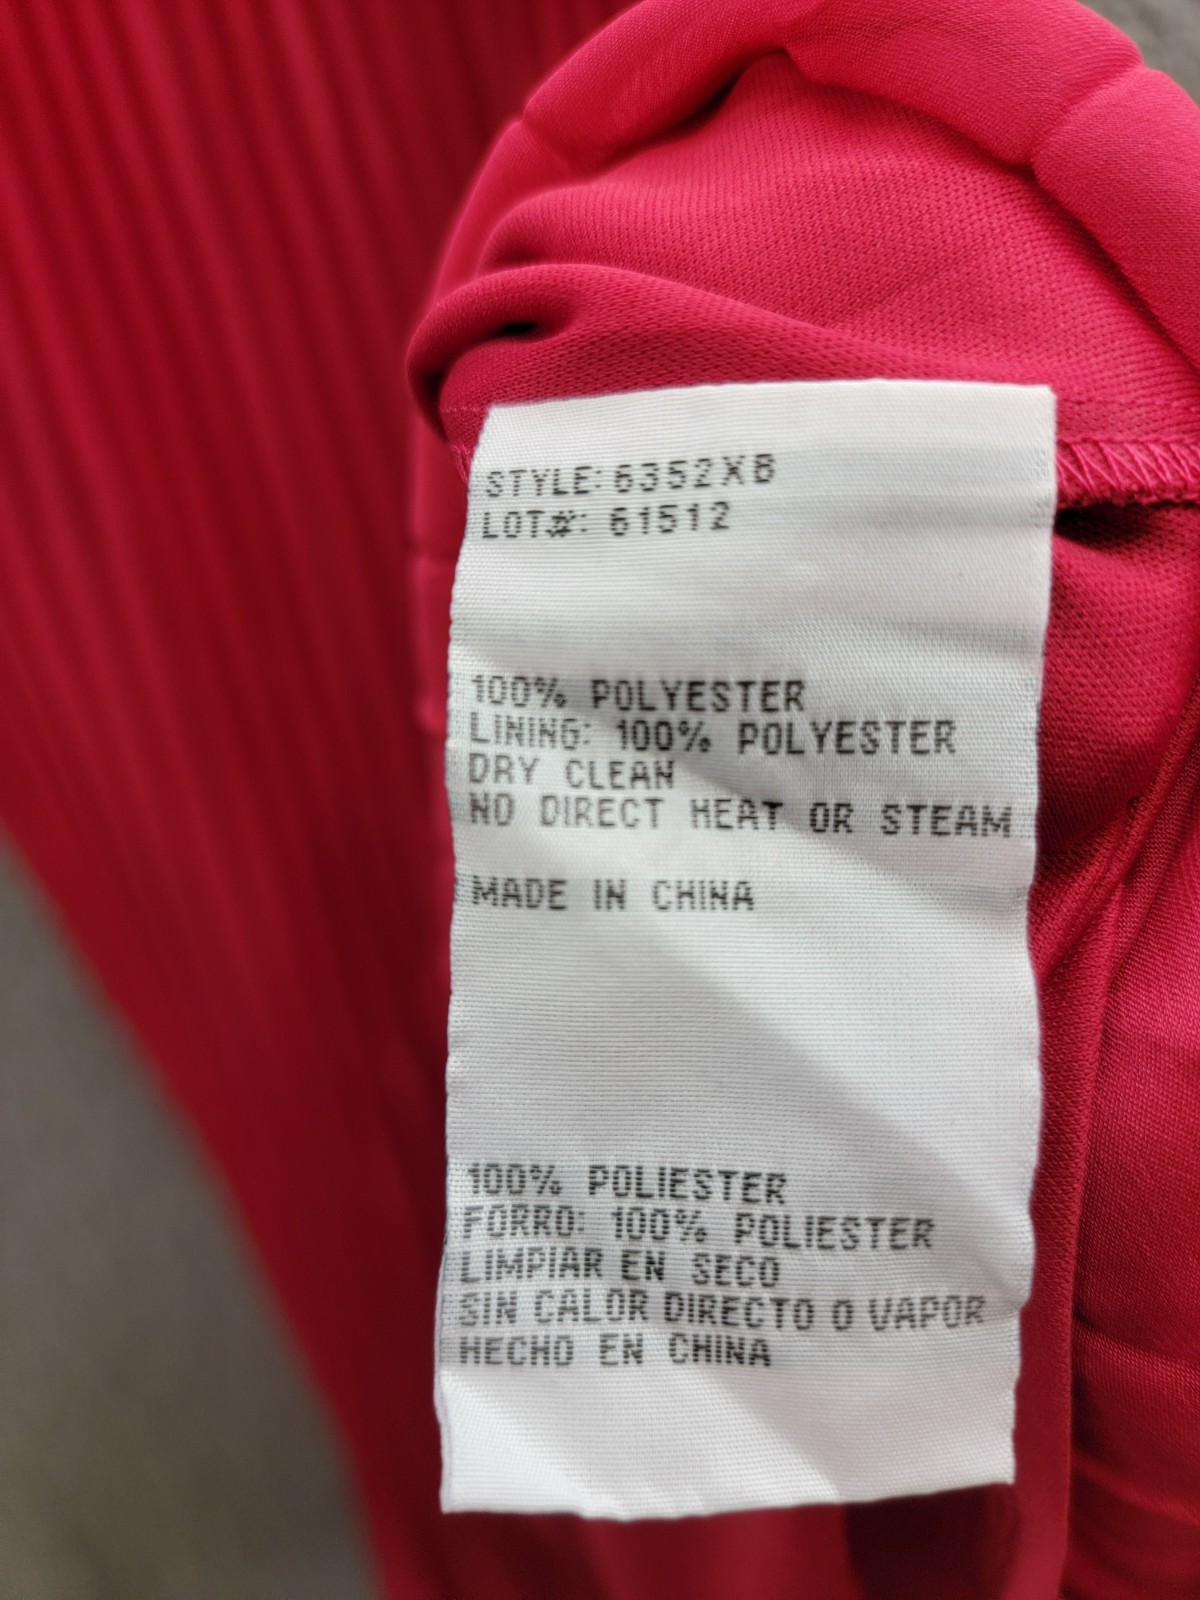 STYLE: 6352XB
LOT#: 61512
100% POLYESTER
LINING: 100% POLYESTER
DRY CLEAN
NO DIRECT HEAT OR STEAM
MADE IN CHINA
100% POLIESTER
FORRO: 100% POLIESTER
LIMPIAR EN SECO
SIN CALOR DIRECTO O VAPOR
HECHO EN CHINA